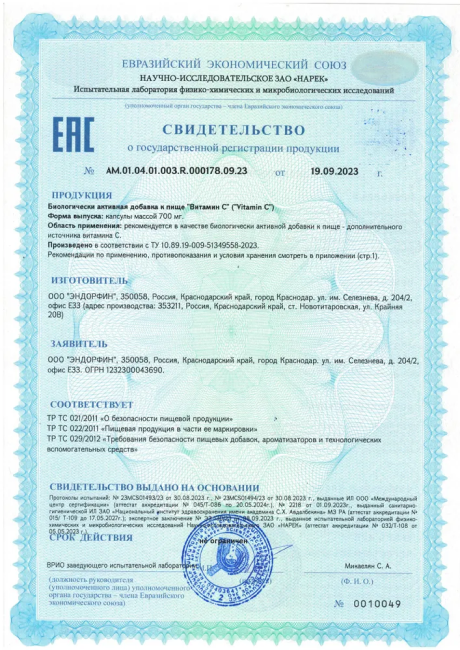 ЕВРАЗИЙСКИЙ ЭКОНОМИЧЕСКИЙ СОЮЗ
НАУЧНО-ИССЛЕДОВАТЕЛЬСКОЕ ЗАО "НАРЕК"
Испытательная лаборатория физико-химических и микробиологических исследований
(уполномоченный орган государства - члена Евразийского экономического союза)
EAC
СВИДЕТЕЛЬСТВО
о государственной регистрации продукции
№ AM.01.04.01.003.R.000178.09.23 от 19.09.2023 г.
ПРОДУКЦИЯ
Биологически активная добавка к пище "Витамин С" ("Vitamin C")
Форма выпуска: капсулы массой 700 мг.
Область применения: рекомендуется в качестве биологически активной добавки к пище - дополнительного
источника витамина С.
Произведено в соответствии с ТУ 10.89.19-009-51349558-2023.
Рекомендации по применению, противопоказания и условия хранения смотреть в приложении (стр.1).
ИЗГОТОВИТЕЛЬ
ООО "ЭНДОРФИН", 350058, Россия, Краснодарский край, город Краснодар, ул. им. Селезнева, д. 204/2,
офис Е33 (адрес производства: 353211, Россия, Краснодарский край, ст. Новотитаровская, ул. Крайняя
20В)
ЗАЯВИТЕЛЬ
ООО "ЭНДОРФИН", 350058, Россия, Краснодарский край, город Краснодар, ул. им. Селезнева, д. 204/2,
офис Е33. ОГРН 1232300043690.
СООТВЕТСТВУЕТ
ТР ТС 021/2011 «О безопасности пищевой продукции»
ТР ТС 022/2011 «Пищевая продукция в части ее маркировки»
ТР ТС 029/2012 «Требования безопасности пищевых добавок, ароматизаторов и технологических
вспомогательных средств»
СВИДЕТЕЛЬСТВО ВЫДАНО НА ОСНОВАНИИ
Протоколы испытаний: № 23MCS01493/23 от 30.08.2023 г., № 23MCS01494/23 от 30.08.2023 г., выданные ИЛ ООО «Международный
центр сертификации» (аттестат аккредитации № 045/T-086 до 20.05.2024г.), № 2218 от 01.09.2023г., выданный санитарно-
гигиенической ИЛ ЗАО «Национальный институт здравоохранения имени академика С.Х. Авдалбекяна» МЗ РА (аттестат аккредитации №
015/ T-109 до 17.05.2027г.); экспертное заключение № .09.2023 г., выданное испытательной лабораторией физико-
химических и микробиологических исследований ЗАО «НАРЕК» (аттестат аккредитации № 032/T-108 от
05.2023г.)
СРОК ДЕЙСТВИЯ
не ограничен
ВРИО заведующего испытательной лаборатории Микаелян С. А.
(должность руководителя
(уполномоченного лица) уполномоченного
органа государства - члена Евразийского
экономического союза) (Ф. И. О.)
№ 0010049